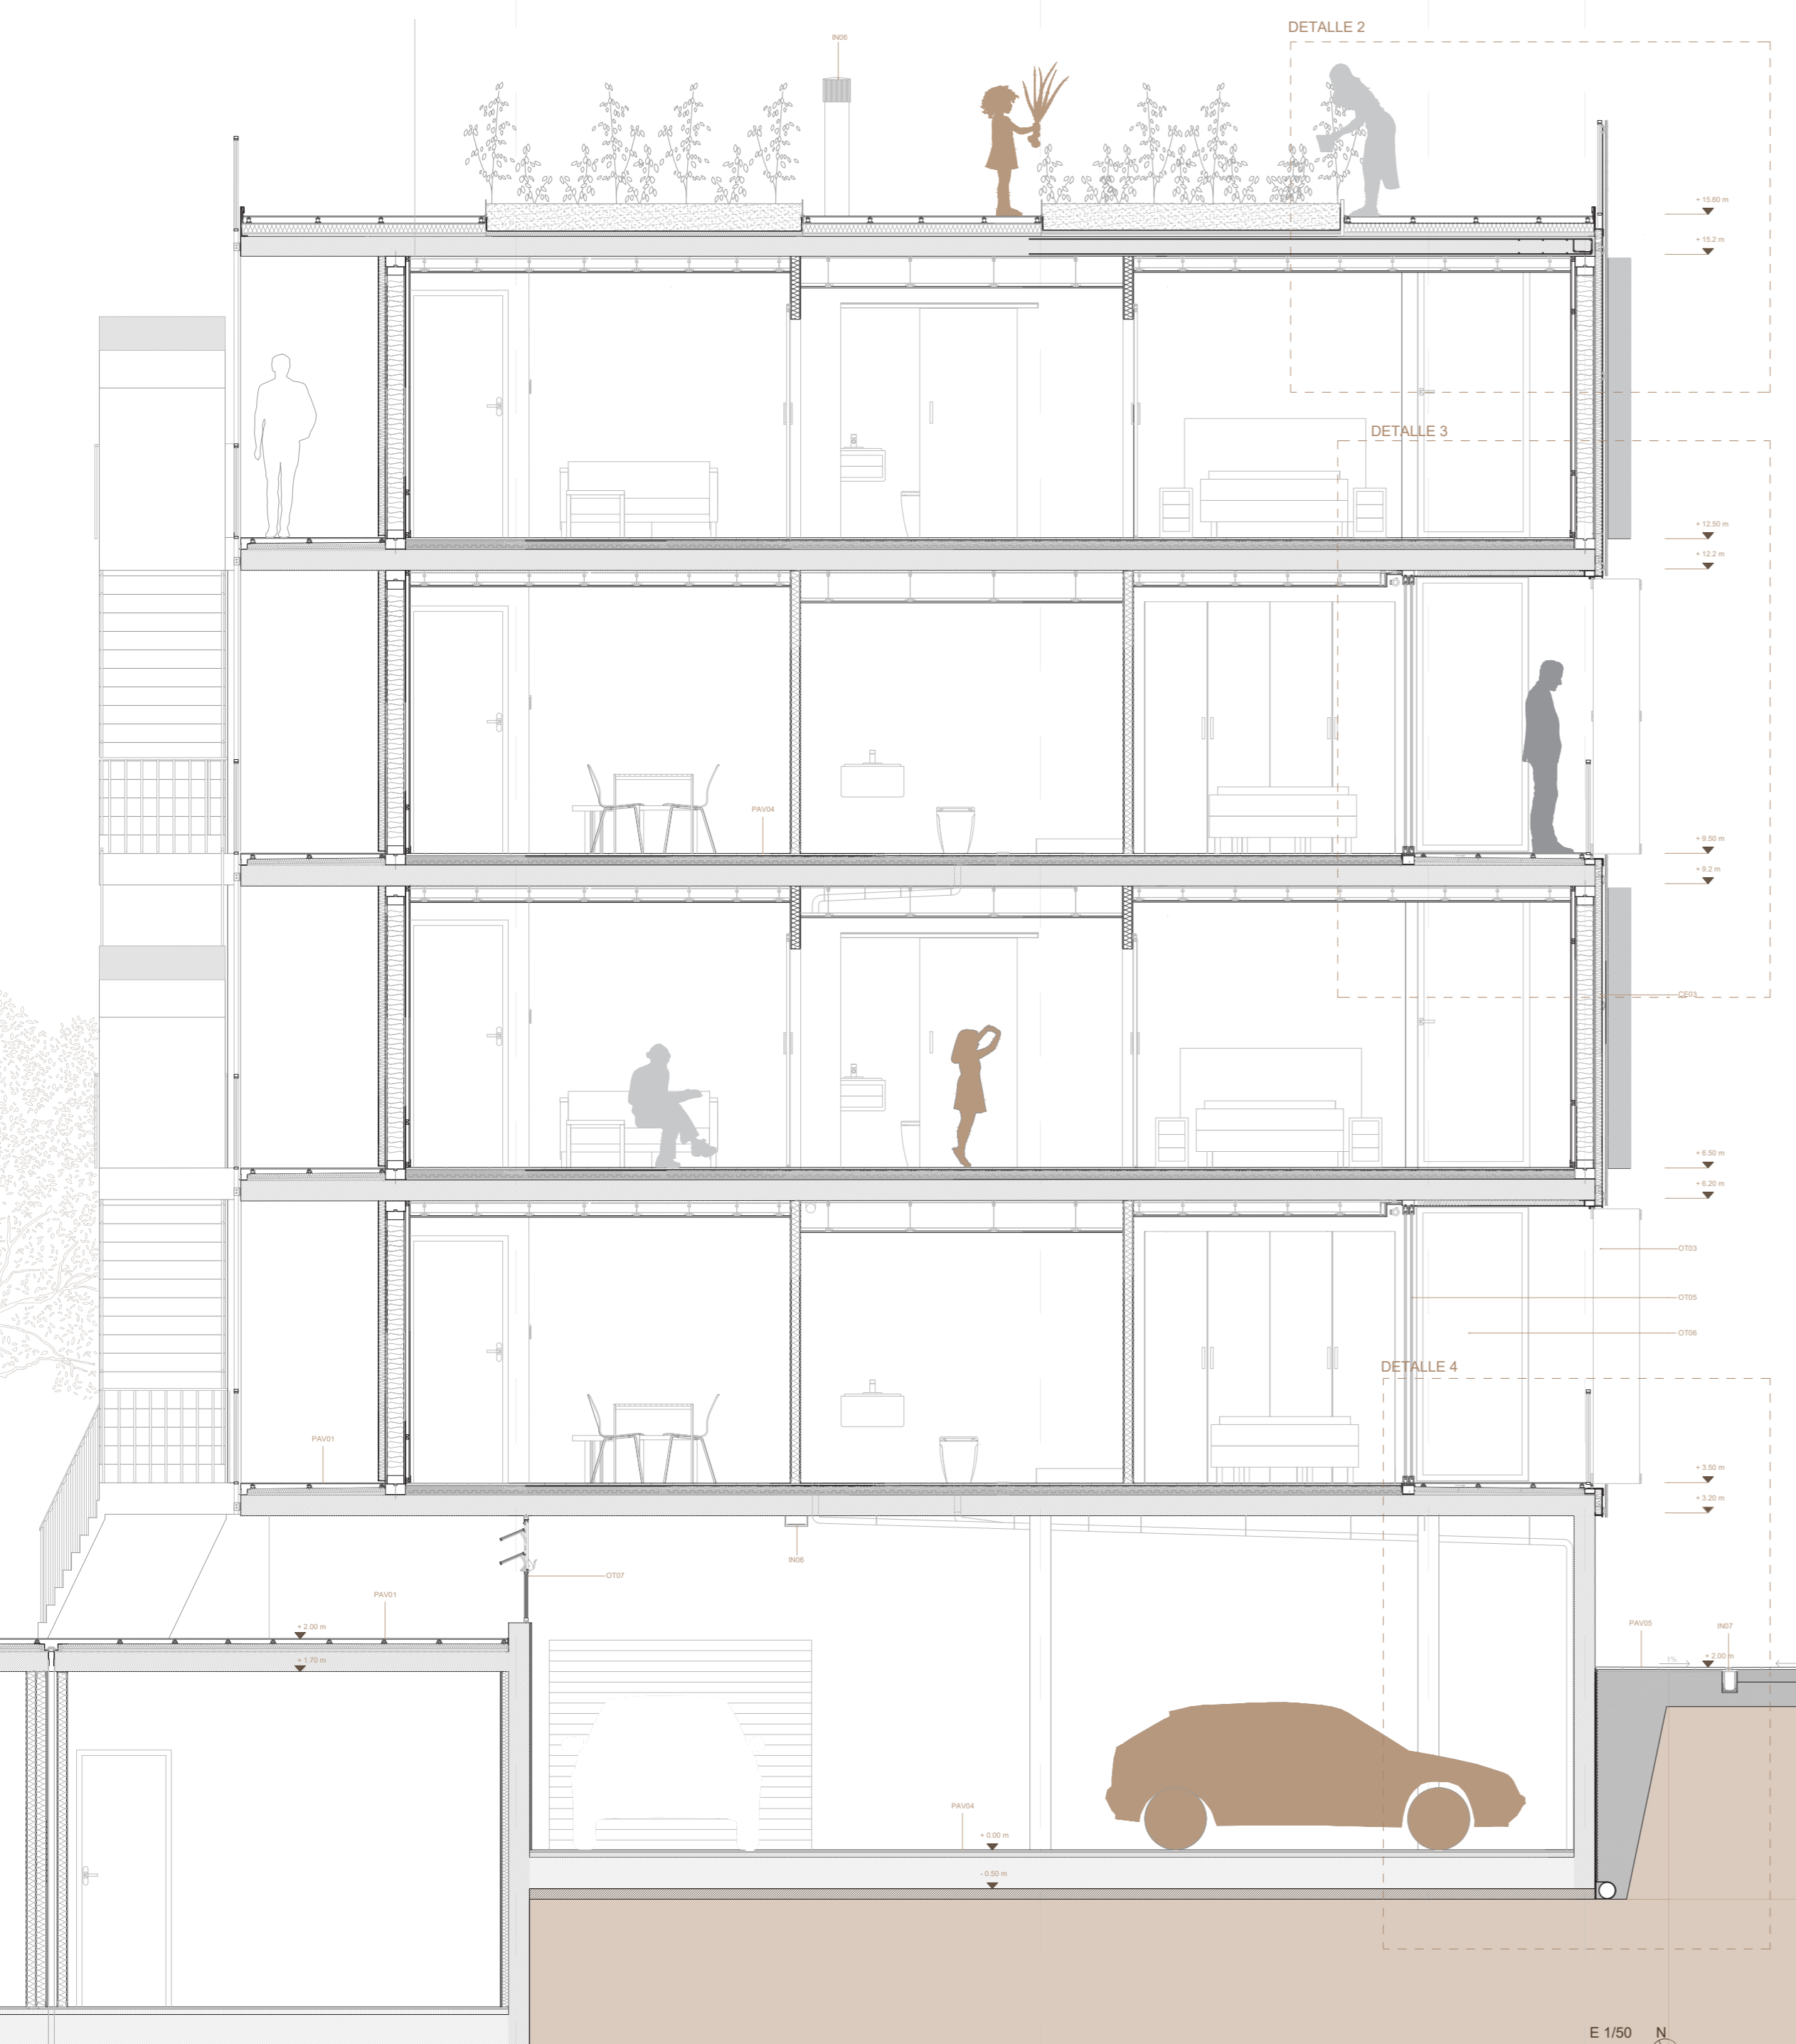 DETALLE 2
IN06
+ 15.60 m
+ 15.2 m
DETALLE 3
+ 12.50 m
+ 12.2 m
PAV04
+ 9.50 m
+ 9.2 m
CE03
+ 6.50 m
+ 6.20 m
OT03
OT05
OT06
DETALLE 4
PAV01
+ 3.50 m
+ 3.20 m
IN06
OT07
PAV01
+ 2.00 m
PAV05
IN07
+ 1.70 m
1%
+ 2.00 m
PAV04
+ 0.00 m
- 0.50 m
E 1/50
N